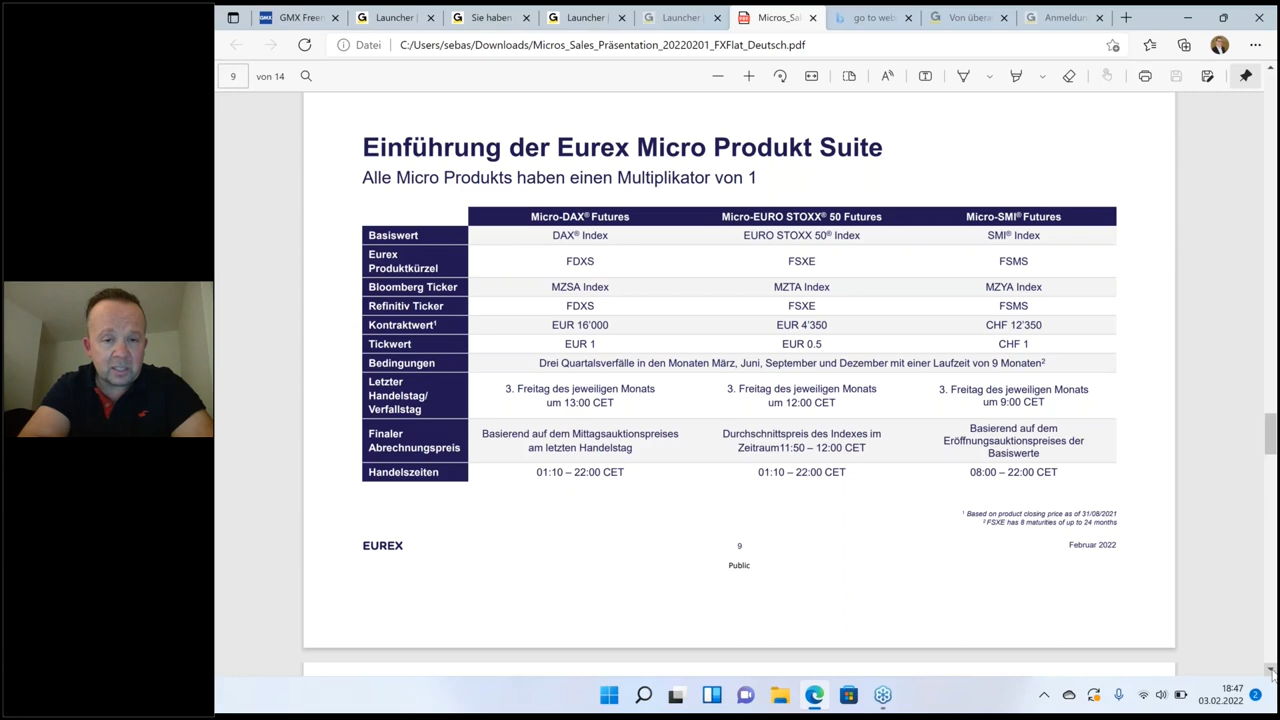 GMX Freer
Launcher |
Sie haben
Launcher |
Launcher |
Micros_Sal
go to webs
Von übera
Anmeldun
Datei C:/Users/sebas/Downloads/Micros_Sales_Präsentation_20220201_FXFlat_Deutsch.pdf
9 von 14
Einführung der Eurex Micro Produkt Suite
Alle Micro Produkts haben einen Multiplikator von 1
Micro-DAX® Futures Micro-EURO STOXX® 50 Futures Micro-SMI® Futures
Basiswert DAX® Index EURO STOXX 50® Index SMI® Index
Eurex
Produktkürzel FDXS FSXE FSMS
Bloomberg Ticker MZSA Index MZTA Index MZYA Index
Refinitiv Ticker FDXS FSXE FSMS
Kontraktwert¹ EUR 16'000 EUR 4'350 CHF 12'350
Tickwert EUR 1 EUR 0.5 CHF 1
Bedingungen Drei Quartalsverfälle in den Monaten März, Juni, September und Dezember mit einer Laufzeit von 9 Monaten²
Letzter
Handelstag/
Verfallstag
3. Freitag des jeweiligen Monats
um 13:00 CET
3. Freitag des jeweiligen Monats
um 12:00 CET
3. Freitag des jeweiligen Monats
um 9:00 CET
Finaler
Abrechnungspreis
Basierend auf dem Mittagsauktionspreises
am letzten Handelstag
Durchschnittspreis des Indexes im
Zeitraum11:50 – 12:00 CET
Basierend auf dem
Eröffnungsauktionspreises der
Basiswerte
Handelszeiten 01:10 – 22:00 CET 01:10 – 22:00 CET 08:00 – 22:00 CET
¹ Based on product closing price as of 31/08/2021
² FSXE has 8 maturities of up to 24 months
EUREX 9 Februar 2022
Public
18:47
03.02.2022
2